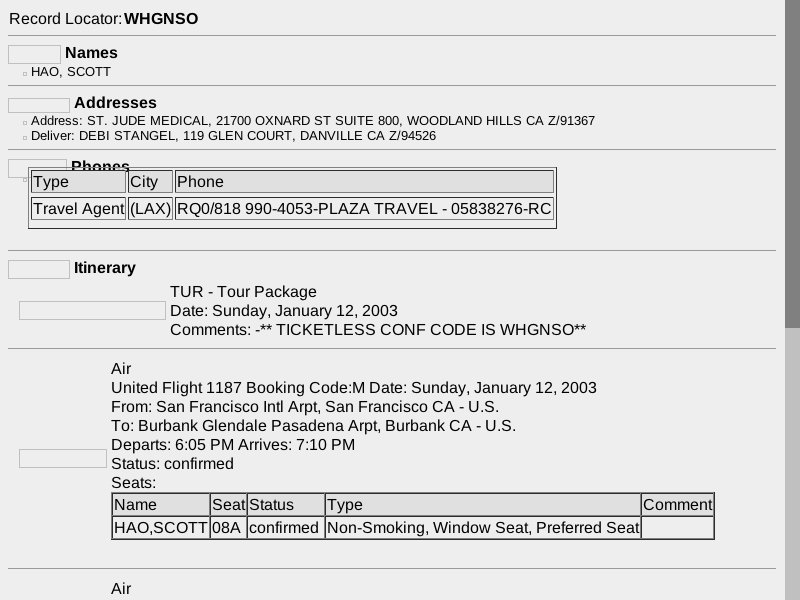 Record Locator:WHGNSO
Names
HAO, SCOTT
Addresses
Address: ST. JUDE MEDICAL, 21700 OXNARD ST SUITE 800, WOODLAND HILLS CA Z/91367
Deliver: DEBI STANGEL, 119 GLEN COURT, DANVILLE CA Z/94526
Phones
Type City Phone
Travel Agent (LAX) RQ0/818 990-4053-PLAZA TRAVEL - 05838276-RC
Itinerary
TUR - Tour Package
Date: Sunday, January 12, 2003
Comments: -** TICKETLESS CONF CODE IS WHGNSO**
Air
United Flight 1187 Booking Code:M Date: Sunday, January 12, 2003
From: San Francisco Intl Arpt, San Francisco CA - U.S.
To: Burbank Glendale Pasadena Arpt, Burbank CA - U.S.
Departs: 6:05 PM Arrives: 7:10 PM
Status: confirmed
Seats:
Name Seat Status Type Comment
HAO,SCOTT 08A confirmed Non-Smoking, Window Seat, Preferred Seat
Air